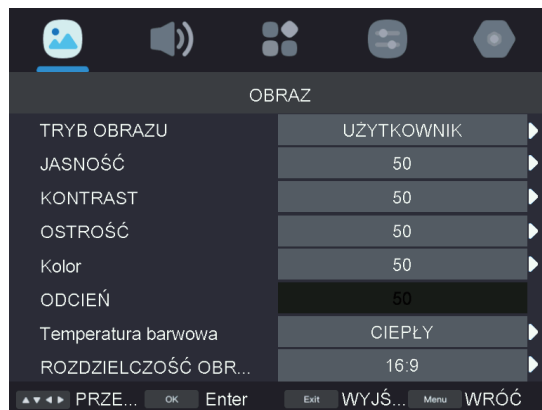 OBRAZ
TRYB OBRAZU UŻYTKOWNIK
JASNOŚĆ 50
KONTRAST 50
OSTROŚĆ 50
Kolor 50
ODCIEŃ 50
Temperatura barwowa CIEPŁY
ROZDZIELCZOŚĆ OBR... 16:9
PRZE... OK Enter Exit WYJŚ... Menu WRÓĆ